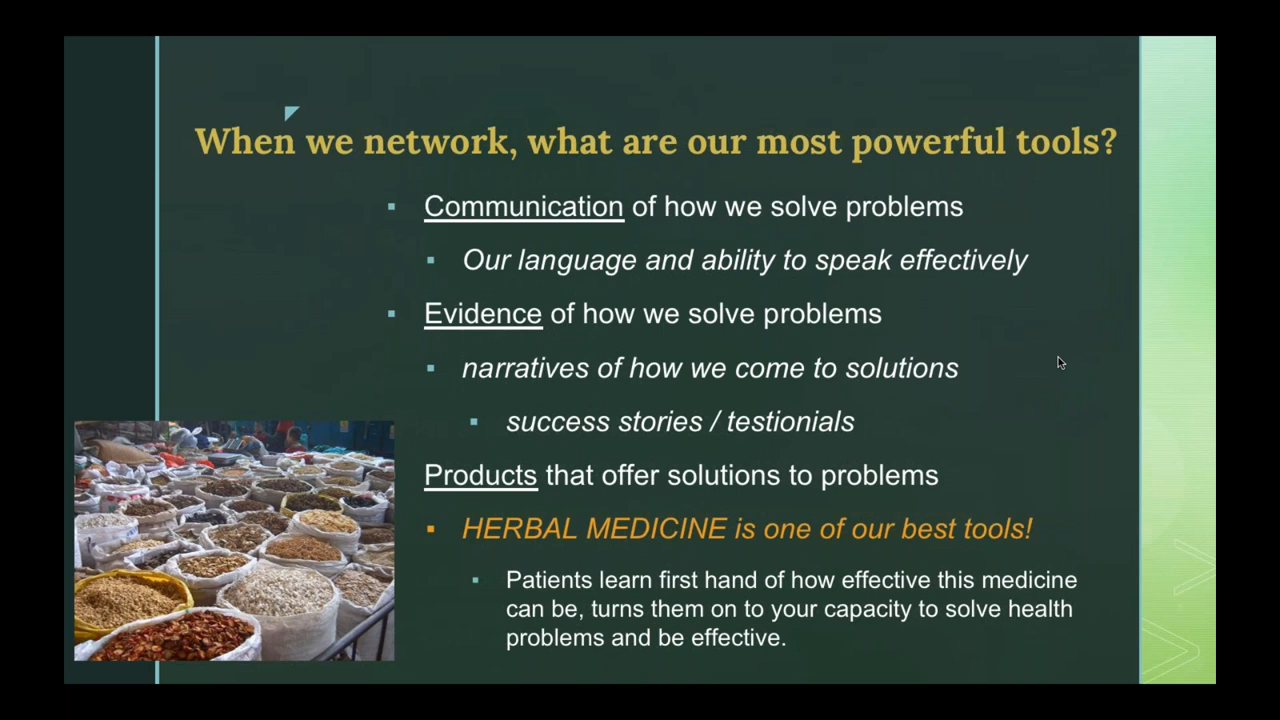 When we network, what are our most powerful tools?
Communication of how we solve problems
Our language and ability to speak effectively
Evidence of how we solve problems
narratives of how we come to solutions
success stories / testionials
Products that offer solutions to problems
HERBAL MEDICINE is one of our best tools!
Patients learn first hand of how effective this medicine
can be, turns them on to your capacity to solve health
problems and be effective.